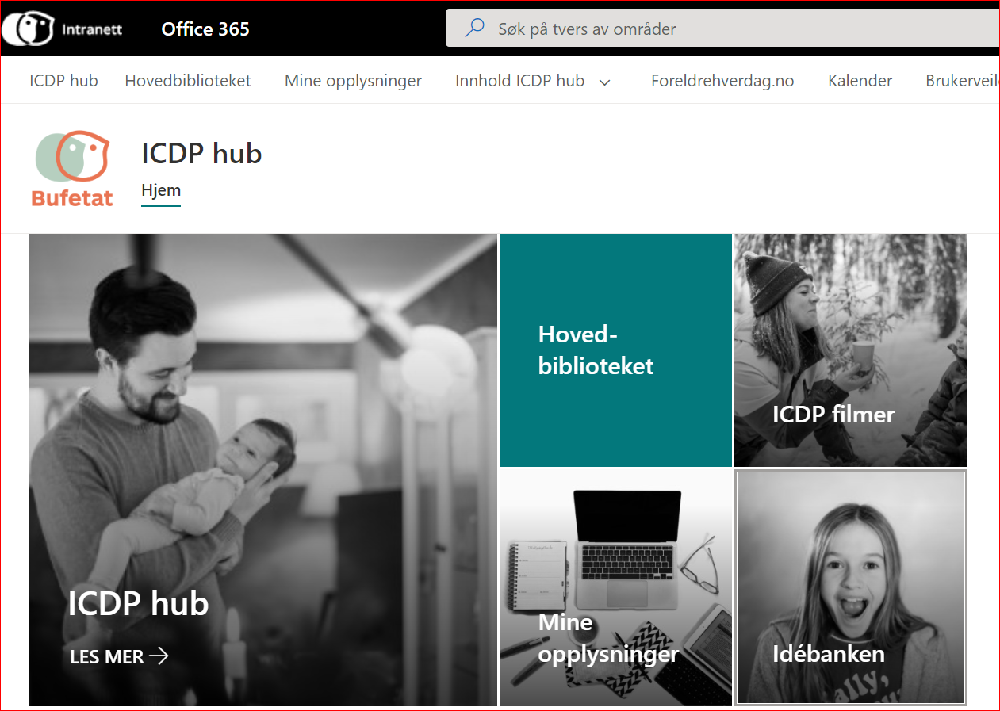 Intranett
Office 365
Søk på tvers av områder
ICDP hub
Hovedbiblioteket
Mine opplysninger
Innhold ICDP hub
Foreldrehverdag.no
Kalender
Bufetat
ICDP hub
Hjem
ICDP hub
LES MER
Hoved-
biblioteket
ICDP filmer
Mine
opplysninger
Idébanken